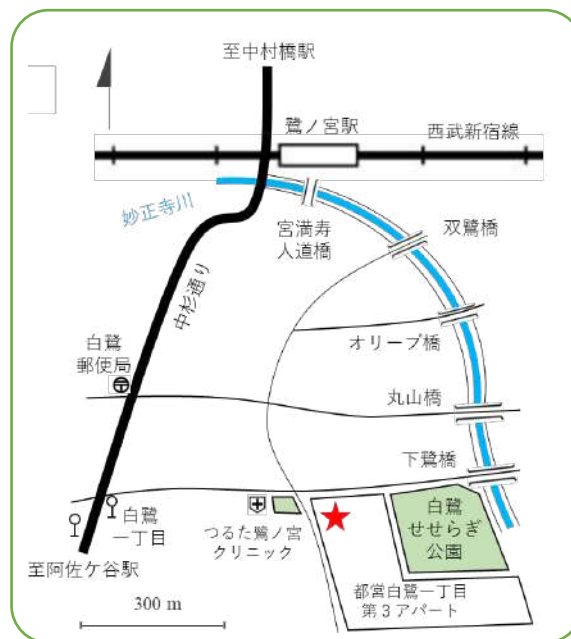 至中村橋駅
鷺ノ宮駅
西武新宿線
妙正寺川
宮満寿
人道橋
双鷺橋
中杉通り
オリーブ橋
白鷺
郵便局
丸山橋
下鷺橋
白鷺
一丁目
つるた鷺ノ宮
クリニック
白鷺
せせらぎ
公園
至阿佐ケ谷駅
都営白鷺一丁目
第3アパート
300 m